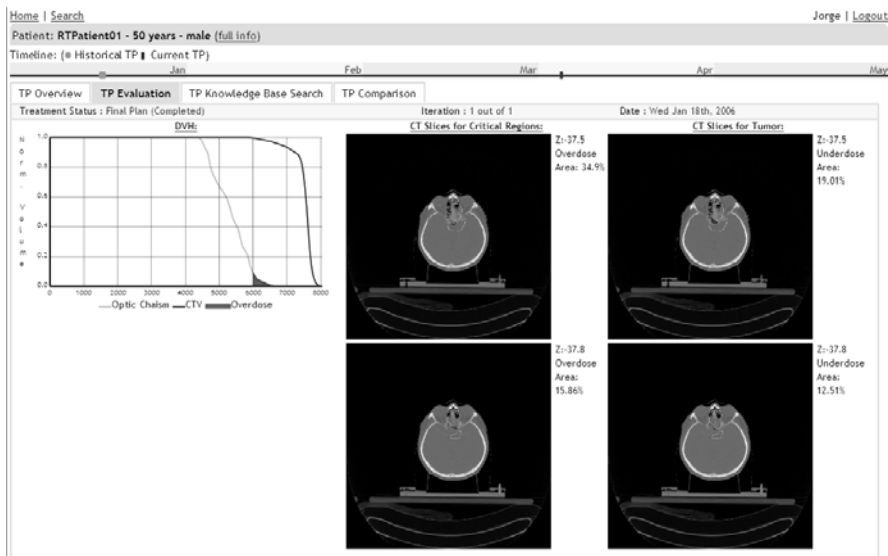 Home | Search
Jorge | Logout
Patient: RTPatient01 - 50 years - male (full info)
Timeline: (Historical TP Current TP)
Jan Feb Mar Apr May
TP Overview TP Evaluation TP Knowledge Base Search TP Comparison
Treatment Status : Final Plan (Completed) Iteration : 1 out of 1 Date : Wed Jan 18th, 2006
DVH:
Norm. Volume
1.0
0.8
0.6
0.4
0.2
0.0
0 1000 2000 3000 4000 5000 6000 7000 8000
Optic Chaism CTV Overdose
CT Slices for Critical Regions:
Z:-37.5
Overdose
Area: 34.9%
Z:-37.8
Overdose
Area:
15.86%
CT Slices for Tumor:
Z:-37.5
Underdose
Area:
19.01%
Z:-37.8
Underdose
Area:
12.51%